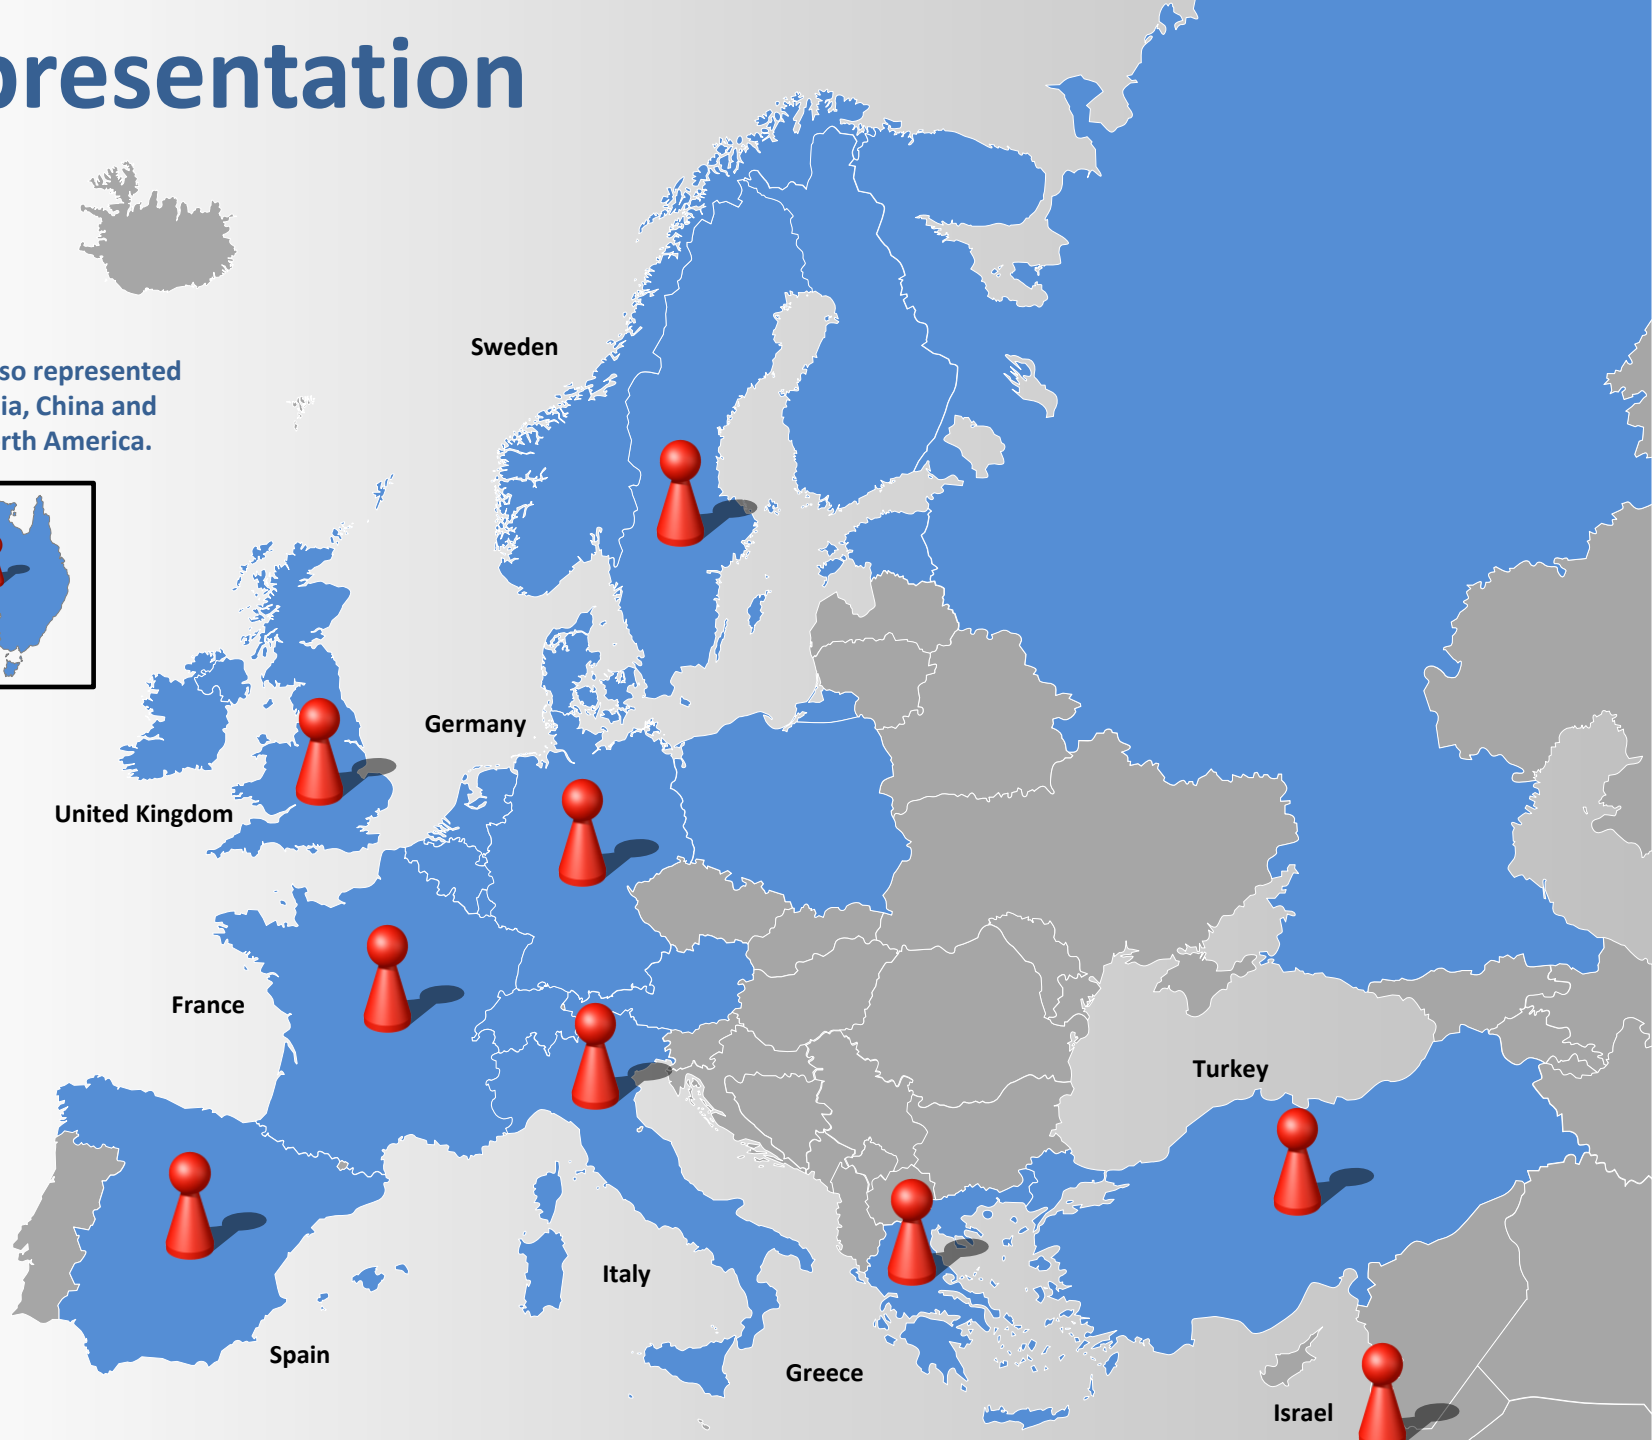 presentation
so represented
ia, China and
rth America.
Sweden
Germany
United Kingdom
France
Turkey
Italy
Spain
Greece
Israel